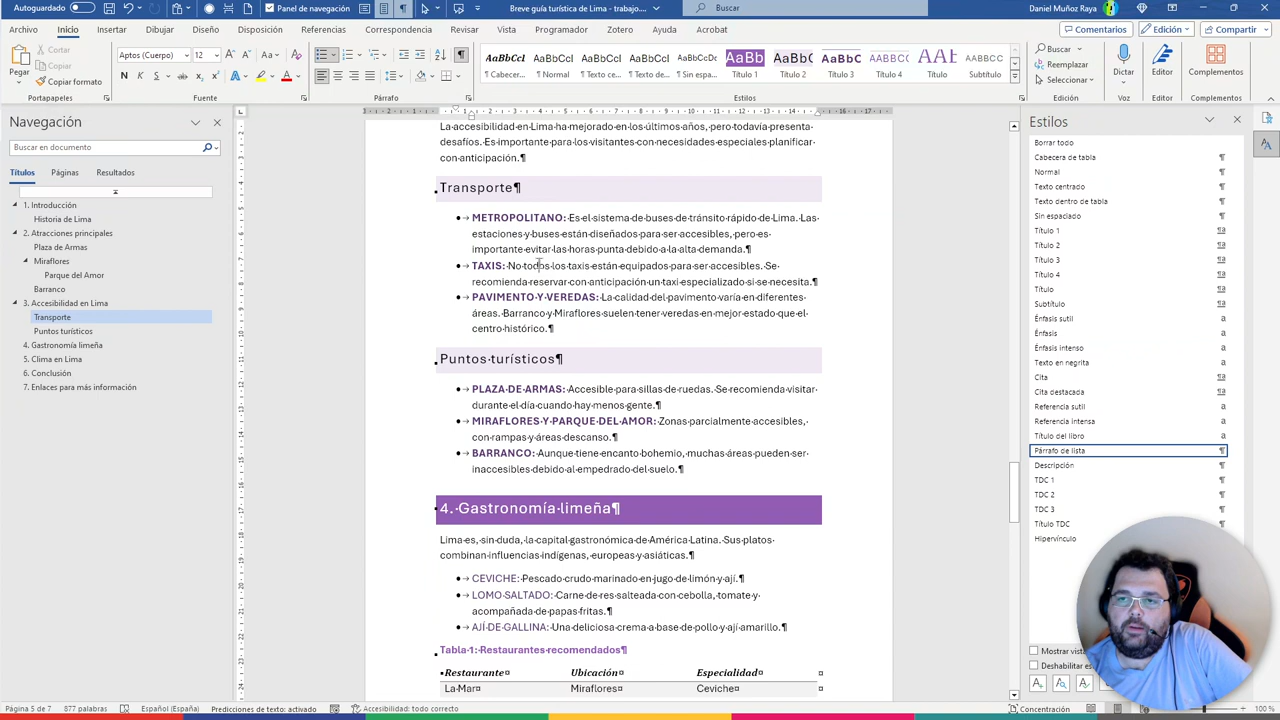 Autoguardado
Panel de navegación
Breve guía turística de Lima - trabajo...
Buscar
Daniel Muñoz Raya
Archivo Inicio Insertar Dibujar Diseño Disposición Referencias Correspondencia Revisar Vista Programador Zotero Ayuda Acrobat
Comentarios Edición Compartir
Pegar
Cortar
Copiar
Copiar formato
Aptos (Cuerpo) 12
Portapapeles Fuente Párrafo Estilos Edición Voz Editor Complementos
¶ Cabecer... ¶ Normal ¶ Texto ce... ¶ Texto de... ¶ Sin espa... Título 1 Título 2 Título 3 Título 4 Título Subtítulo
Buscar
Reemplazar
Seleccionar
Dictar Editor Complementos
Navegación
Buscar en documento
Títulos Páginas Resultados
1. Introducción
Historia de Lima
2. Atracciones principales
Plaza de Armas
Miraflores
Parque del Amor
Barranco
3. Accesibilidad en Lima
Transporte
Puntos turísticos
4. Gastronomía limeña
5. Clima en Lima
6. Conclusión
7. Enlaces para más información
La·accesibilidad·en·Lima·ha·mejorado·en·los·últimos·años,·pero·todavía·presenta·
desafíos.·Es·importante·para·los·visitantes·con·necesidades·especiales·planificar·
con·anticipación.¶
Transporte¶
METROPOLITANO:·Es·el·sistema·de·buses·de·tránsito·rápido·de·Lima.·Las·
estaciones·y·buses·están·diseñados·para·ser·accesibles,·pero·es·
importante·evitar·las·horas·punta·debido·a·la·alta·demanda.¶
TAXIS:·No·todos·los·taxis·están·equipados·para·ser·accesibles.·Se·
recomienda·reservar·con·anticipación·un·taxi·especializado·si·se·necesita.¶
PAVIMENTO·Y·VEREDAS:·La·calidad·del·pavimento·varía·en·diferentes·
áreas.·Barranco·y·Miraflores·suelen·tener·veredas·en·mejor·estado·que·el·
centro·histórico.¶
Puntos·turísticos¶
PLAZA·DE·ARMAS:·Accesible·para·sillas·de·ruedas.·Se·recomienda·visitar·
durante·el·día·cuando·hay·menos·gente.¶
MIRAFLORES·Y·PARQUE·DEL·AMOR:·Zonas·parcialmente·accesibles,·
con·rampas·y·áreas·descanso.¶
BARRANCO:·Aunque·tiene·encanto·bohemio,·muchas·áreas·pueden·ser·
inaccesibles·debido·al·empedrado·del·suelo.¶
4.·Gastronomía·limeña¶
Lima·es,·sin·duda,·la·capital·gastronómica·de·América·Latina.·Sus·platos·
combinan·influencias·indígenas,·europeas·y·asiáticas.¶
CEVICHE:·Pescado·crudo·marinado·en·jugo·de·limón·y·ají.¶
LOMO·SALTADO:·Carne·de·res·salteada·con·cebolla,·tomate·y·
acompañada·de·papas·fritas.¶
AJÍ·DE·GALLINA:·Una·deliciosa·crema·a·base·de·pollo·y·ají·amarillo.¶
Tabla·1:·Restaurantes·recomendados¶
Restaurante¤ Ubicación¤ Especialidad¤
La·Mar¤ Miraflores¤ Ceviche¤
Estilos
Borrar todo
Cabecera de tabla
Normal
Texto centrado
Texto dentro de tabla
Sin espaciado
Título 1
Título 2
Título 3
Título 4
Título
Subtítulo
Énfasis sutil
Énfasis
Énfasis intenso
Texto en negrita
Cita
Cita destacada
Referencia sutil
Referencia intensa
Título del libro
Párrafo de lista
Descripción
TDC 1
TDC 2
TDC 3
Título TDC
Hipervínculo
Mostrar vista
Deshabilitar es
Página 5 de 7 877 palabras Español (España) Predicciones de texto: activado Accesibilidad: todo correcto Concentración 100 %